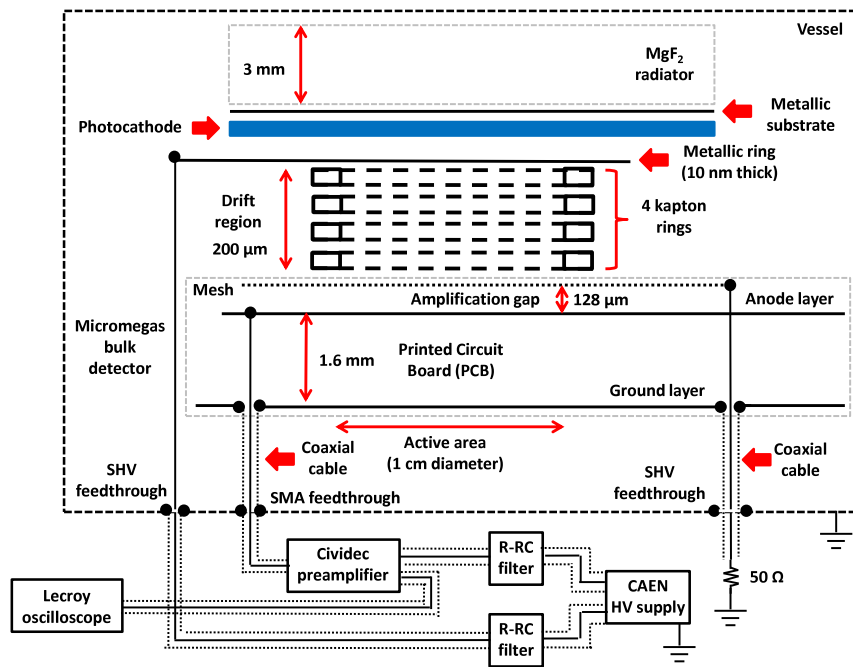 Vessel
3 mm
MgF2
radiator
Photocathode
Metallic
substrate
Metallic ring
(10 nm thick)
Drift
region
200 µm
4 kapton
rings
Mesh
Amplification gap
128 µm
Anode layer
Micromegas
bulk
detector
1.6 mm
Printed Circuit
Board (PCB)
Ground layer
Coaxial
cable
Active area
(1 cm diameter)
Coaxial
cable
SHV
feedthrough
SMA feedthrough
SHV
feedthrough
Cividec
preamplifier
R-RC
filter
CAEN
HV supply
50 Ω
Lecroy
oscilloscope
R-RC
filter